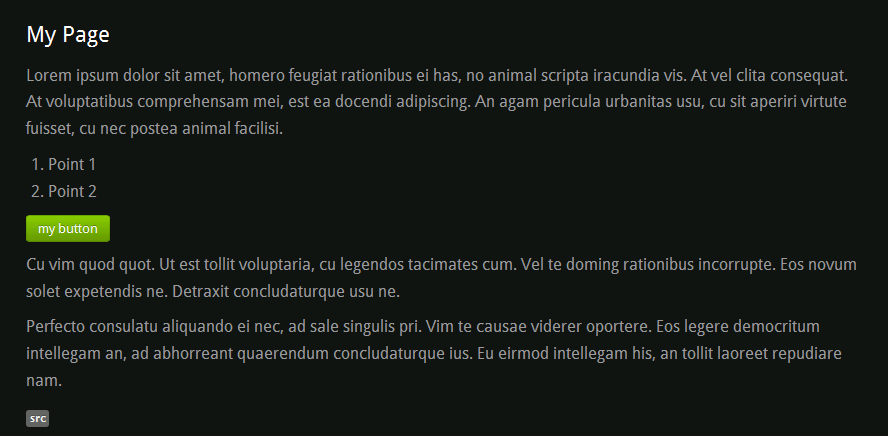 My Page
Lorem ipsum dolor sit amet, homero feugiat rationibus ei has, no animal scripta iracundia vis. At vel clita consequat.
At voluptatibus comprehensam mei, est ea docendi adipiscing. An agam pericula urbanitas usu, cu sit aperiri virtute
fuisset, cu nec postea animal facilisi.
1. Point 1
2. Point 2
my button
Cu vim quod quot. Ut est tollit voluptaria, cu legendos tacimates cum. Vel te doming rationibus incorrupte. Eos novum
solet expetendis ne. Detraxit concludaturque usu ne.
Perfecto consulatu aliquando ei nec, ad sale singulis pri. Vim te causae viderer oportere. Eos legere democritum
intellegam an, ad abhorreant quaerendum concludaturque ius. Eu eirmod intellegam his, an tollit laoreet repudiare
nam.
src